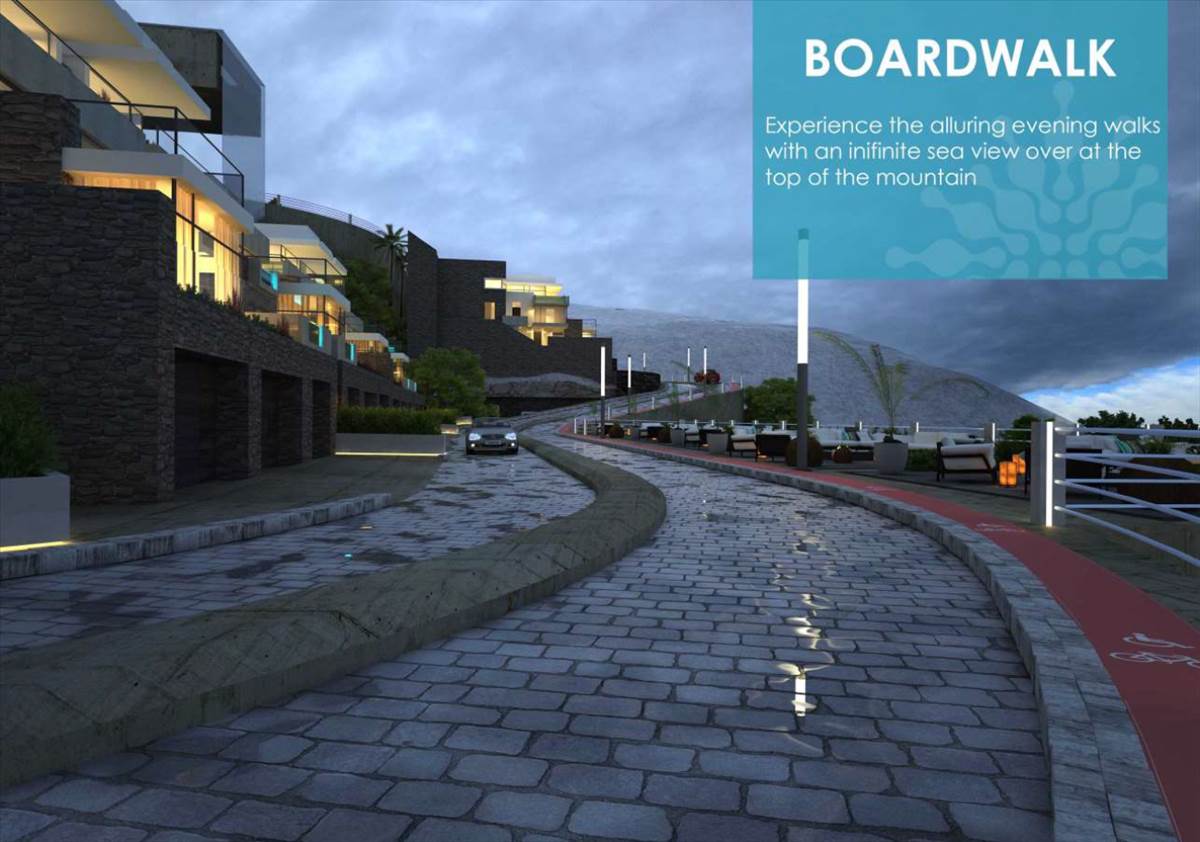 BOARDWALK
Experience the alluring evening walks
with an inifinite sea view over at the
top of the mountain